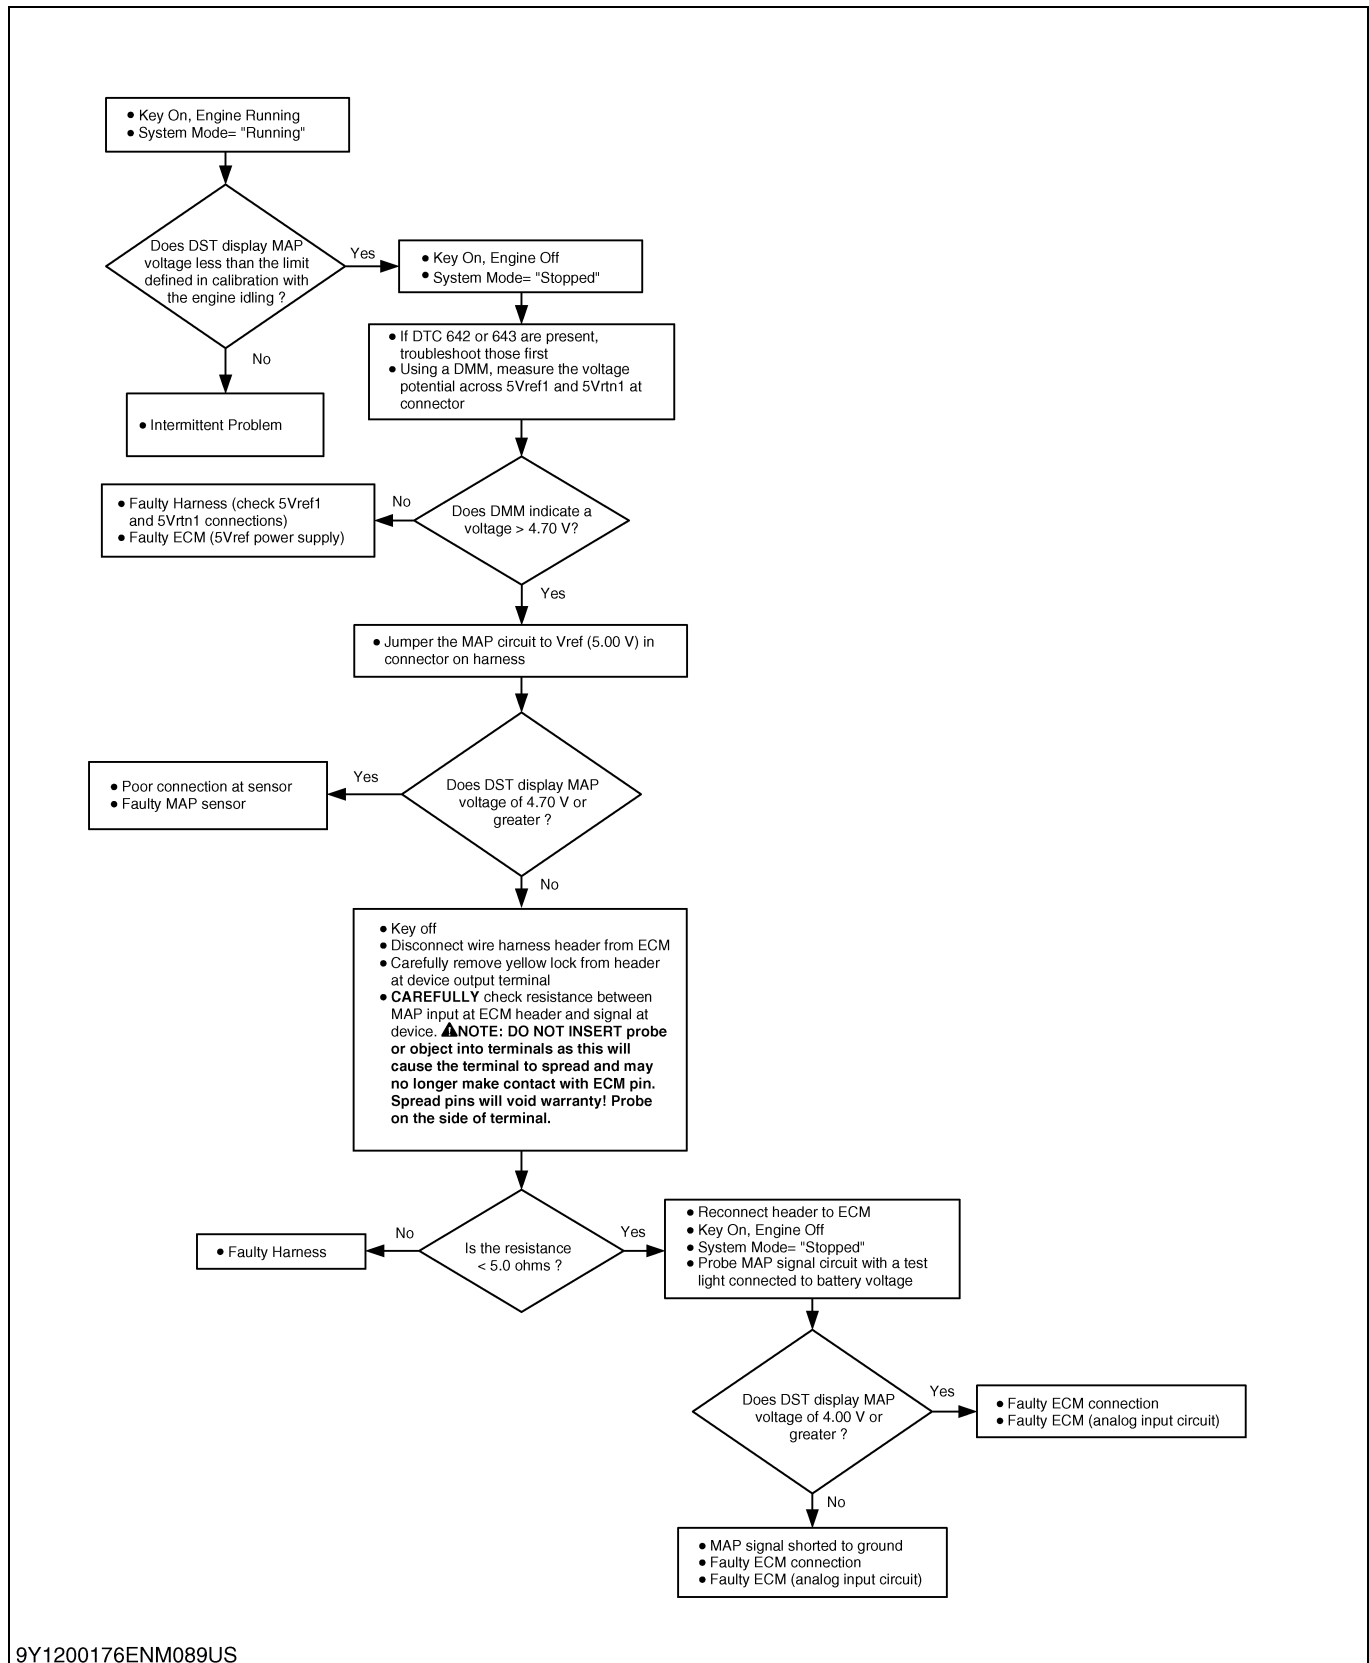 ● Key On, Engine Running
● System Mode= "Running"
Does DST display MAP
voltage less than the limit
defined in calibration with
the engine idling ?
Yes
● Key On, Engine Off
● System Mode= "Stopped"
No
● Intermittent Problem
● If DTC 642 or 643 are present,
troubleshoot those first
● Using a DMM, measure the voltage
potential across 5Vref1 and 5Vrtn1 at
connector
Does DMM indicate a
voltage > 4.70 V?
No
● Faulty Harness (check 5Vref1
and 5Vrtn1 connections)
● Faulty ECM (5Vref power supply)
Yes
● Jumper the MAP circuit to Vref (5.00 V) in
connector on harness
Does DST display MAP
voltage of 4.70 V or
greater ?
Yes
● Poor connection at sensor
● Faulty MAP sensor
No
● Key off
● Disconnect wire harness header from ECM
● Carefully remove yellow lock from header
at device output terminal
● CAREFULLY check resistance between
MAP input at ECM header and signal at
device. ⚠NOTE: DO NOT INSERT probe
or object into terminals as this will
cause the terminal to spread and may
no longer make contact with ECM pin.
Spread pins will void warranty! Probe
on the side of terminal.
Is the resistance
< 5.0 ohms ?
No
● Faulty Harness
Yes
● Reconnect header to ECM
● Key On, Engine Off
● System Mode= "Stopped"
● Probe MAP signal circuit with a test
light connected to battery voltage
Does DST display MAP
voltage of 4.00 V or
greater ?
Yes
● Faulty ECM connection
● Faulty ECM (analog input circuit)
No
● MAP signal shorted to ground
● Faulty ECM connection
● Faulty ECM (analog input circuit)
9Y1200176ENM089US